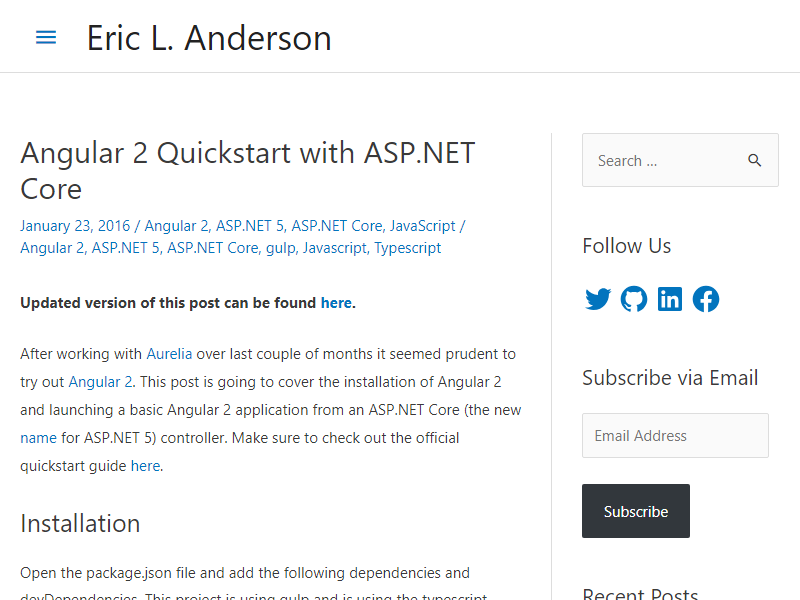 Eric L. Anderson
Angular 2 Quickstart with ASP.NET
Core
January 23, 2016 / Angular 2, ASP.NET 5, ASP.NET Core, JavaScript /
Angular 2, ASP.NET 5, ASP.NET Core, gulp, Javascript, Typescript
Updated version of this post can be found here.
After working with Aurelia over last couple of months it seemed prudent to
try out Angular 2. This post is going to cover the installation of Angular 2
and launching a basic Angular 2 application from an ASP.NET Core (the new
name for ASP.NET 5) controller. Make sure to check out the official
quickstart guide here.
Installation
Open the package.json file and add the following dependencies and
devDependencies. This project is using gulp and is using the typescript
Search ...
Follow Us
Subscribe via Email
Email Address
Subscribe
Recent Posts